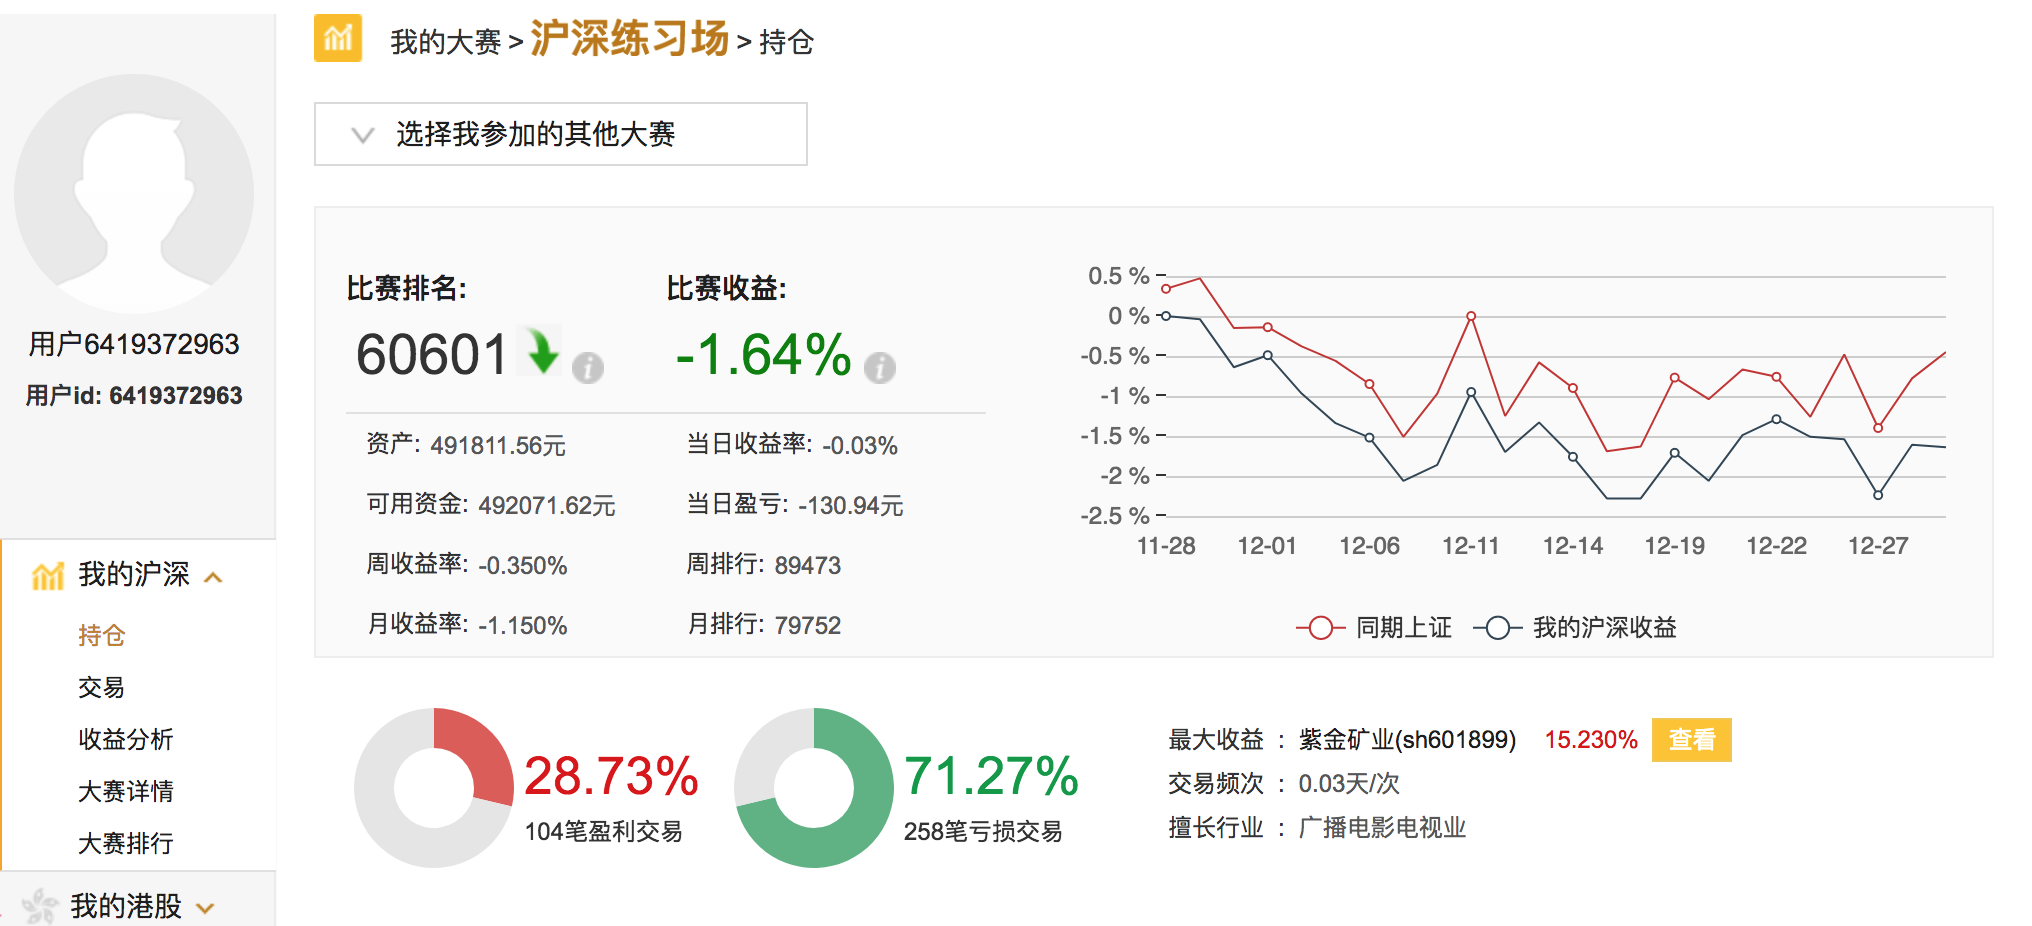 我的大赛 > 沪深练习场 > 持仓
选择我参加的其他大赛
用户6419372963
用户id: 6419372963
我的沪深
持仓
交易
收益分析
大赛详情
大赛排行
我的港股
比赛排名:
60601
比赛收益:
-1.64%
资产: 491811.56元
当日收益率: -0.03%
可用资金: 492071.62元
当日盈亏: -130.94元
周收益率: -0.350%
周排行: 89473
月收益率: -1.150%
月排行: 79752
0.5 %
0 %
-0.5 %
-1 %
-1.5 %
-2 %
-2.5 %
11-28 12-01 12-06 12-11 12-14 12-19 12-22 12-27
同期上证 我的沪深收益
28.73%
104笔盈利交易
71.27%
258笔亏损交易
最大收益 : 紫金矿业(sh601899) 15.230% 查看
交易频次 : 0.03天/次
擅长行业 : 广播电影电视业